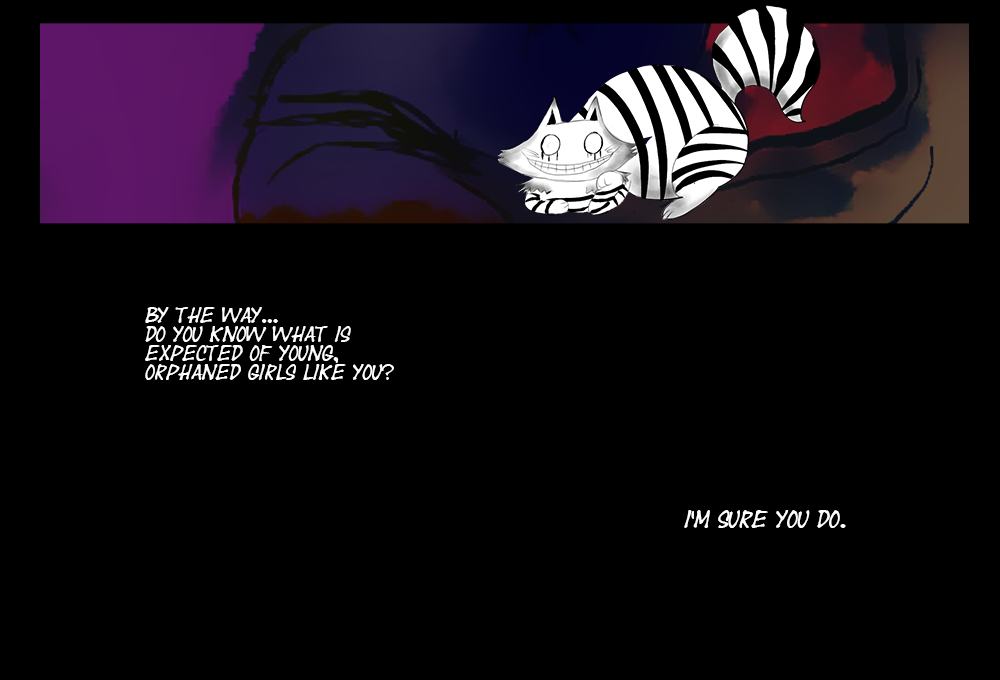 BY THE WAY...
DO YOU KNOW WHAT IS
EXPECTED OF YOUNG,
ORPHANED GIRLS LIKE YOU?
I'M SURE YOU DO.